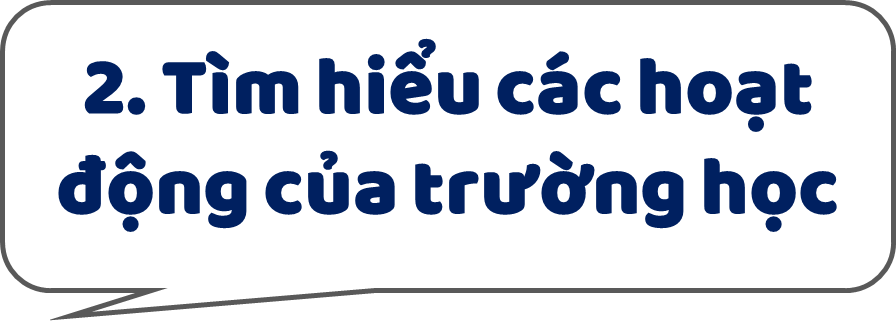 2. Tìm hiểu các hoạt
động của trường học